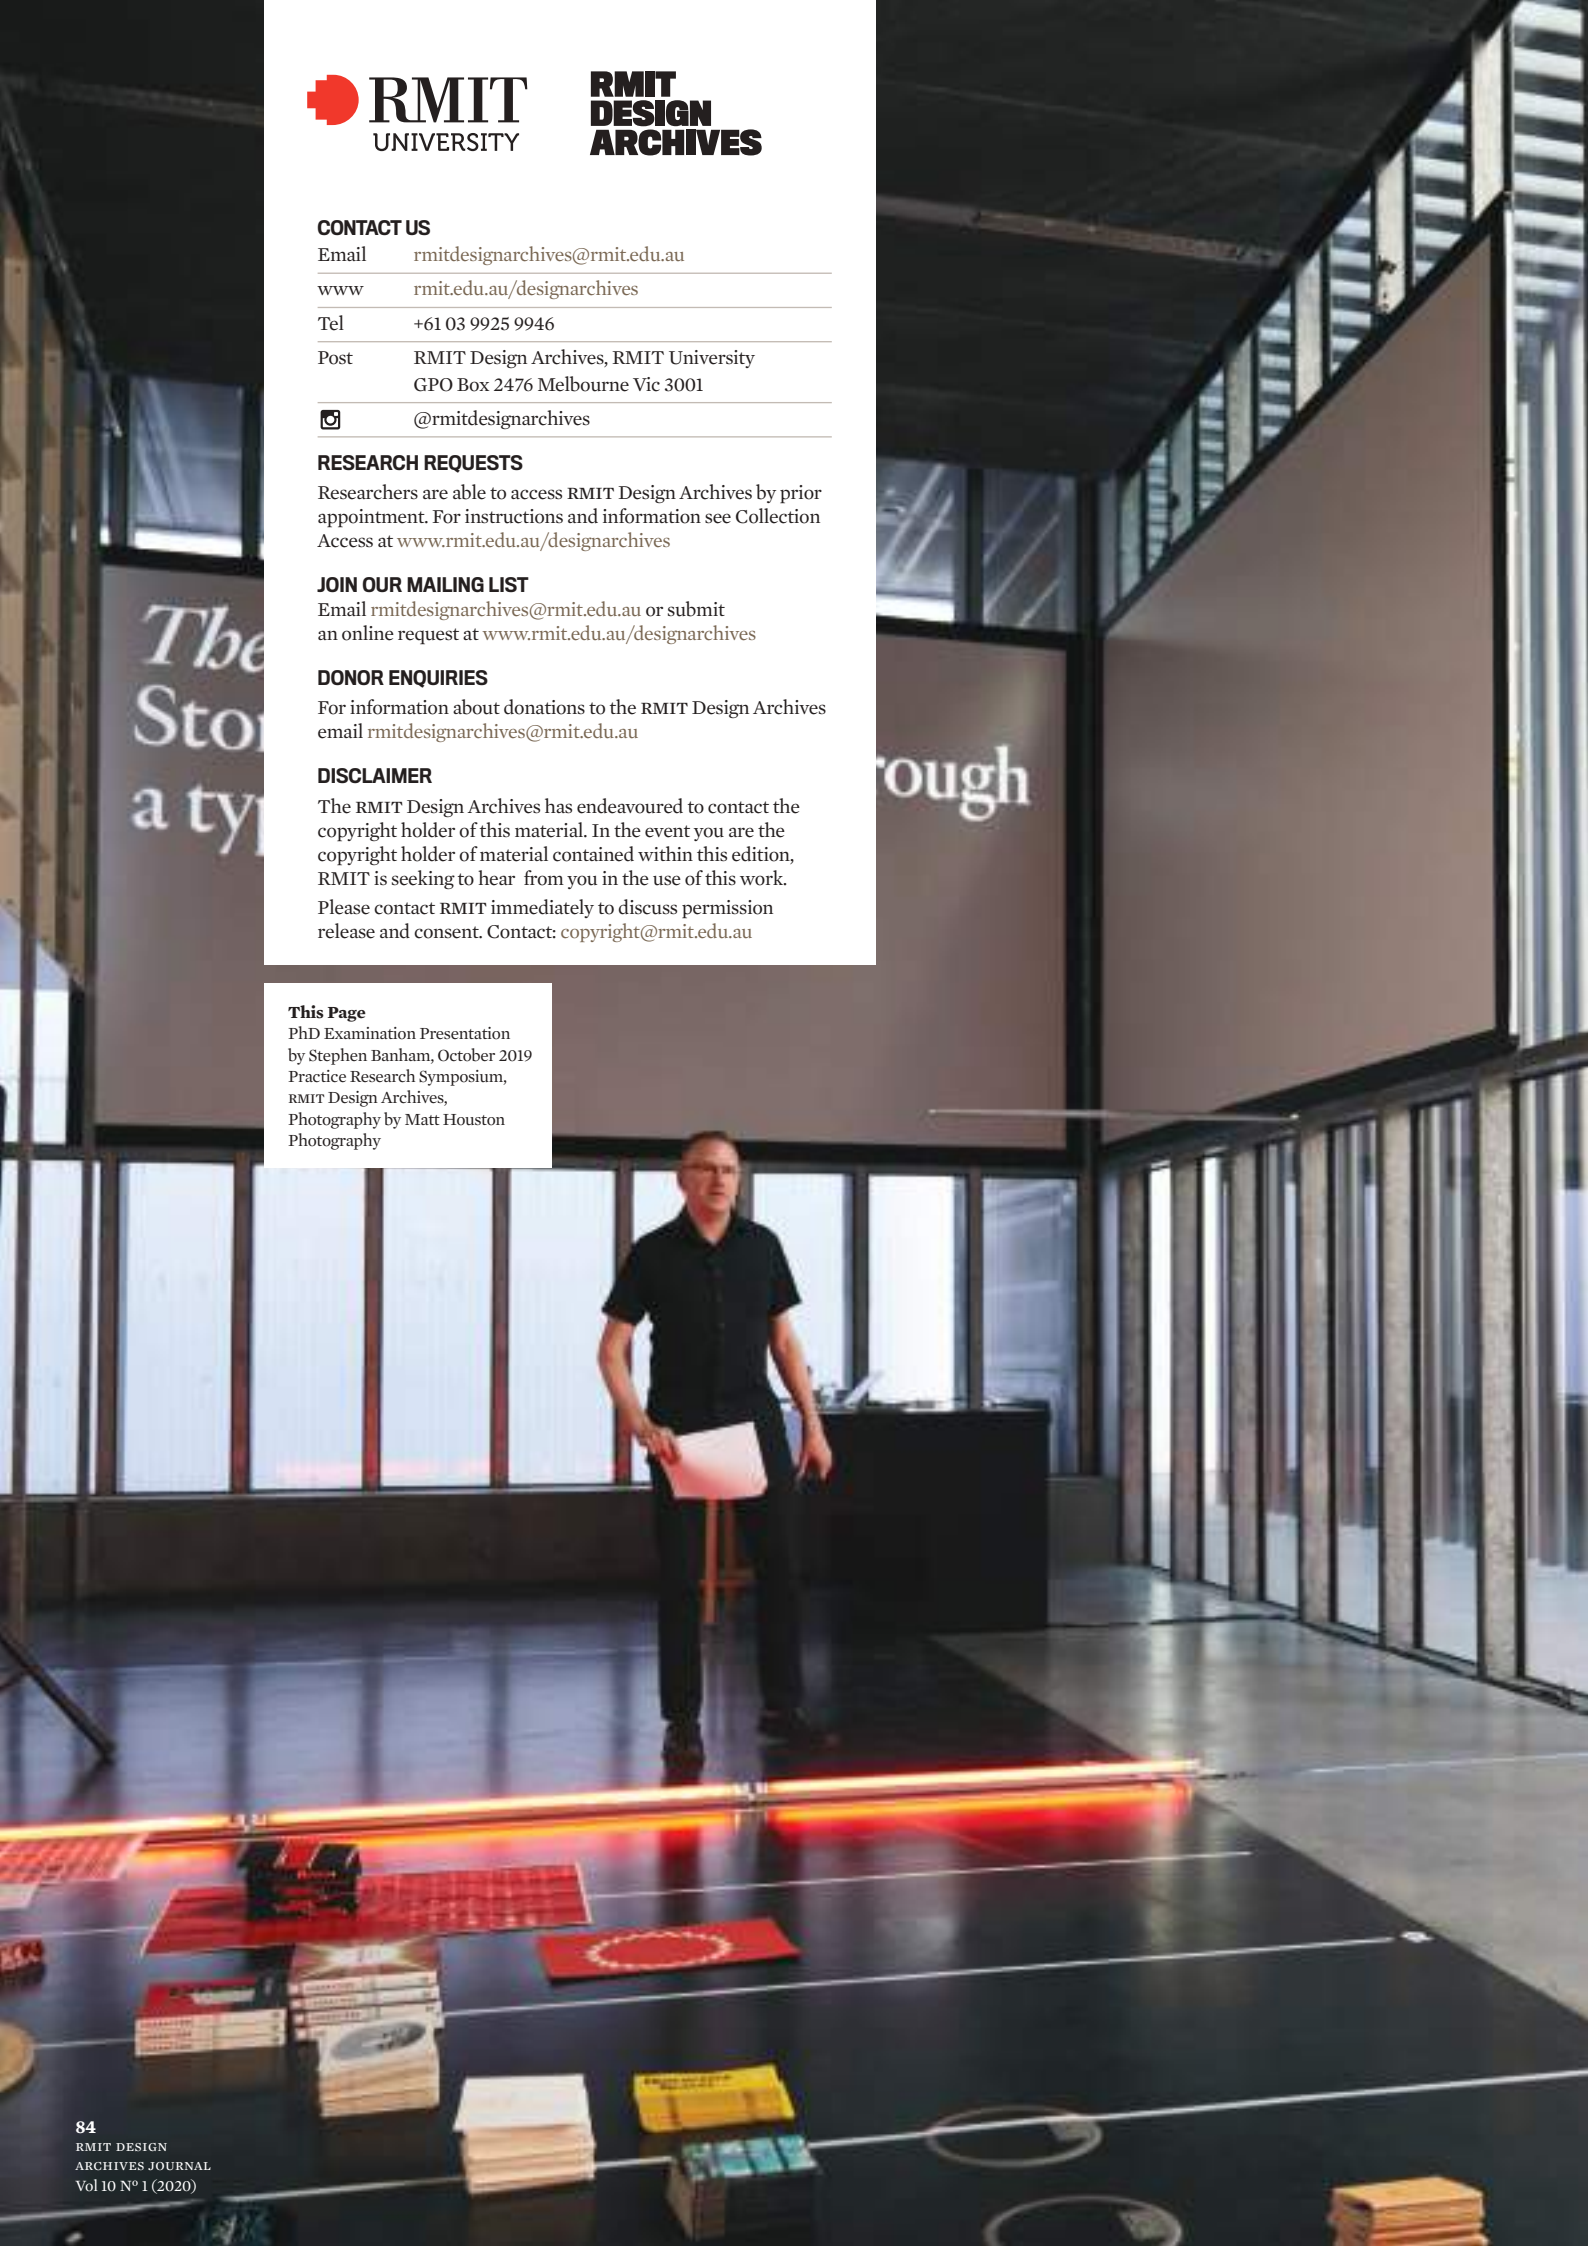 RMIT
UNIVERSITY
RMIT
DESIGN
ARCHIVES
CONTACT US
Email rmitdesignarchives@rmit.edu.au
www rmit.edu.au/designarchives
Tel +61 03 9925 9946
Post RMIT Design Archives, RMIT University
GPO Box 2476 Melbourne Vic 3001
@rmitdesignarchives
RESEARCH REQUESTS
Researchers are able to access RMIT Design Archives by prior
appointment. For instructions and information see Collection
Access at www.rmit.edu.au/designarchives
JOIN OUR MAILING LIST
Email rmitdesignarchives@rmit.edu.au or submit
an online request at www.rmit.edu.au/designarchives
DONOR ENQUIRIES
For information about donations to the RMIT Design Archives
email rmitdesignarchives@rmit.edu.au
DISCLAIMER
The RMIT Design Archives has endeavoured to contact the
copyright holder of this material. In the event you are the
copyright holder of material contained within this edition,
RMIT is seeking to hear from you in the use of this work.
Please contact RMIT immediately to discuss permission
release and consent. Contact: copyright@rmit.edu.au
The
a
This Page
PhD Examination Presentation
by Stephen Banham, October 2019
Practice Research Symposium,
RMIT Design Archives,
Photography by Matt Houston
Photography
84
RMIT DESIGN
ARCHIVES JOURNAL
Vol 10 Nº 1 (2020)